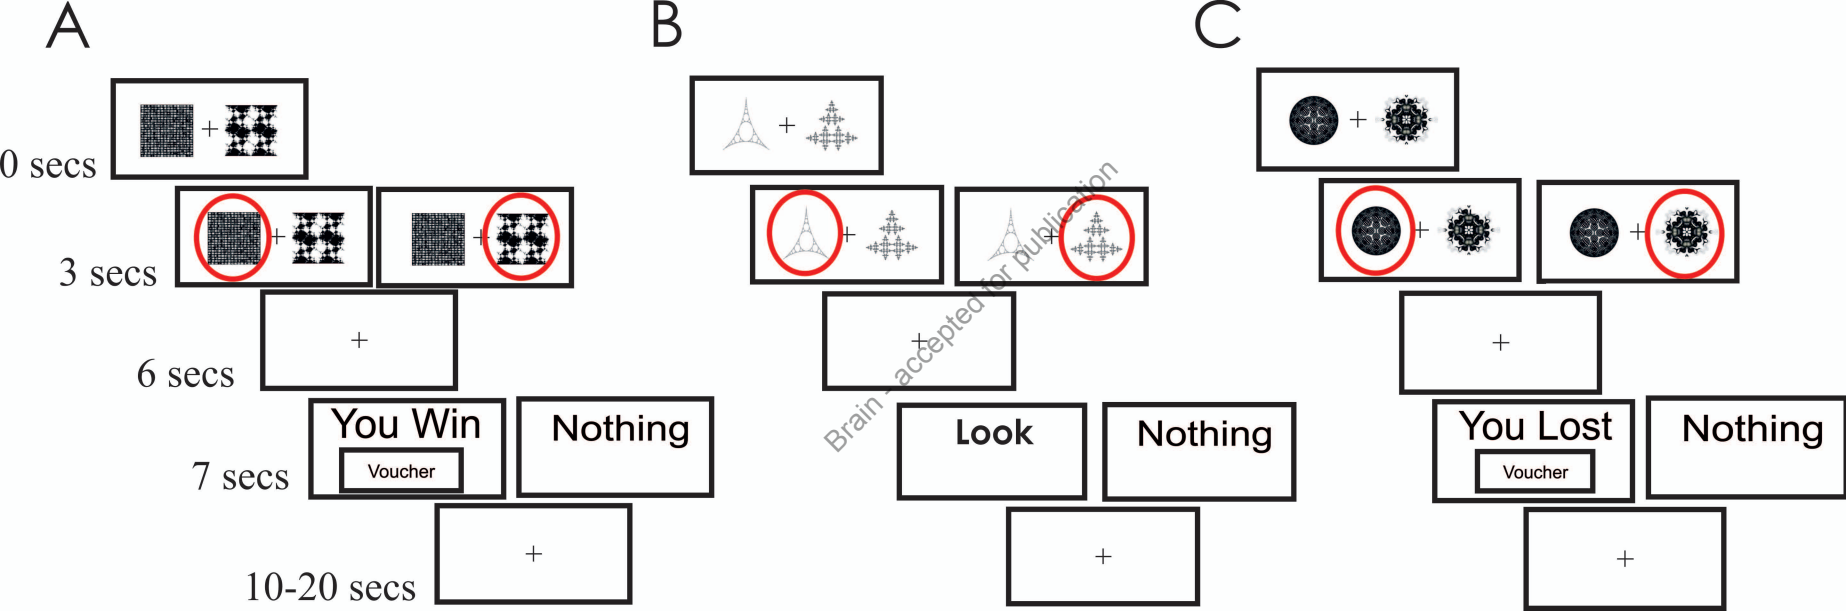 A
B
C
0 secs
3 secs
6 secs
7 secs
10-20 secs
You Win
Voucher
Nothing
Look
Nothing
You Lost
Voucher
Nothing
Brain - accepted for publication